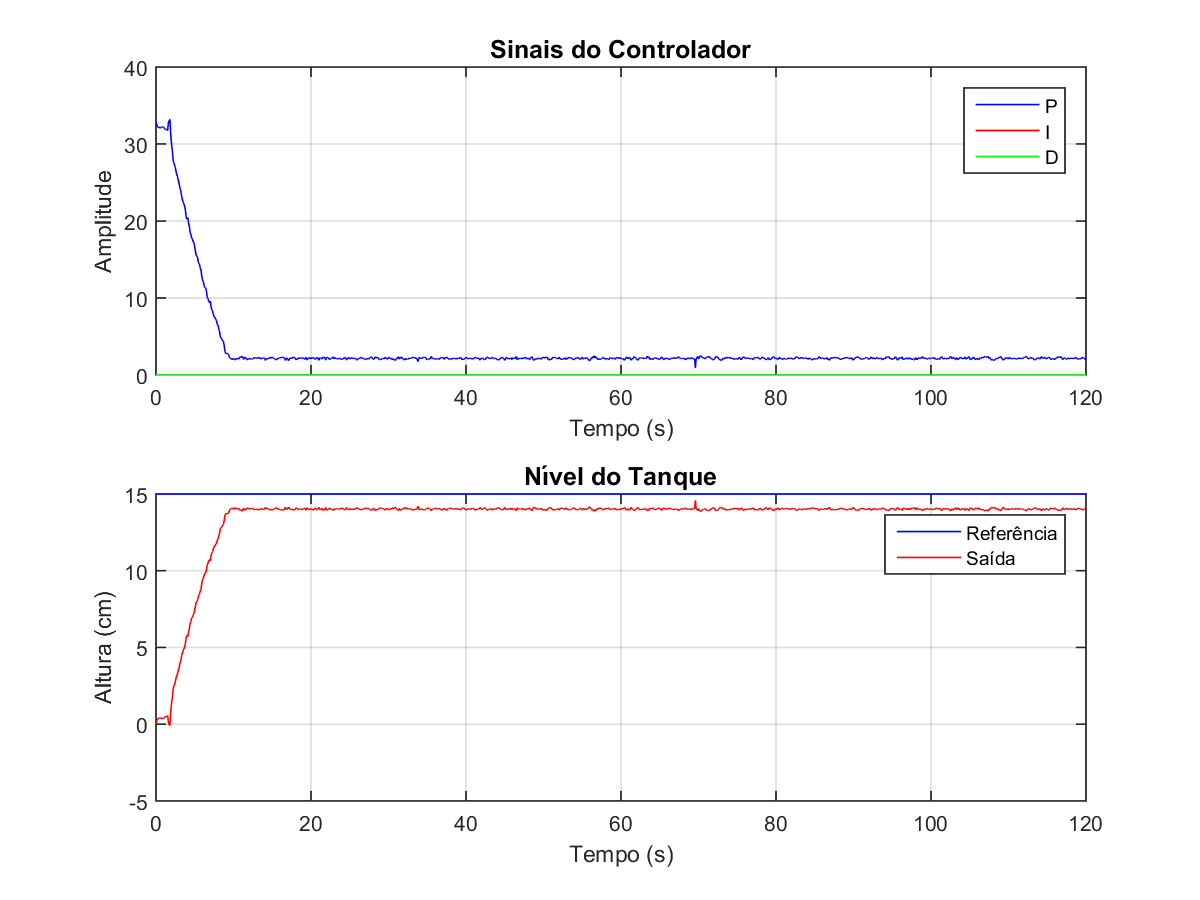 Sinais do Controlador
40
30
20
10
0
Amplitude
P
I
D
0 20 40 60 80 100 120
Tempo (s)
Nível do Tanque
15
10
5
0
-5
Altura (cm)
Referência
Saída
0 20 40 60 80 100 120
Tempo (s)